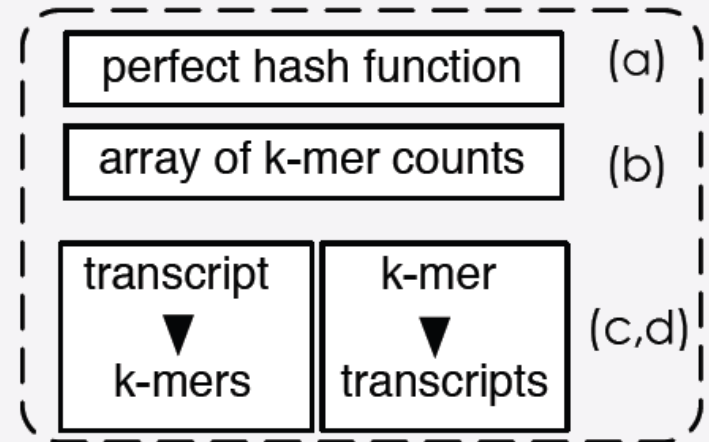 perfect hash function
(a)
array of k-mer counts
(b)
transcript
k-mers
k-mer
transcripts
(c,d)